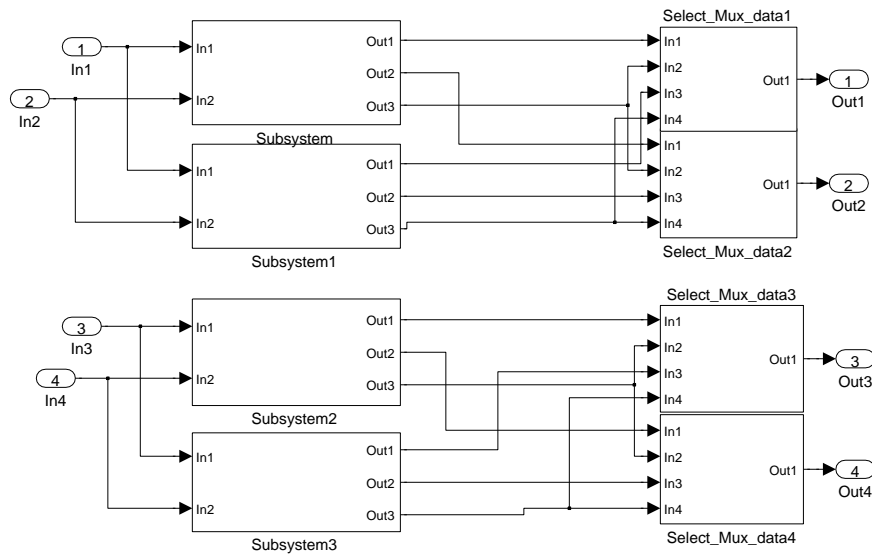 Select_Mux_data1
1
In1
2
In2
In1
In2
Out1
Out2
Out3
Subsystem
In1
In2
Out1
Out2
Out3
Subsystem1
In1
In2
In3
In4
Out1
1
Out1
In1
In2
In3
In4
Out1
2
Out2
Select_Mux_data2
Select_Mux_data3
3
In3
4
In4
In1
In2
Out1
Out2
Out3
Subsystem2
In1
In2
Out1
Out2
Out3
Subsystem3
In1
In2
In3
In4
Out1
3
Out3
In1
In2
In3
In4
Out1
4
Out4
Select_Mux_data4